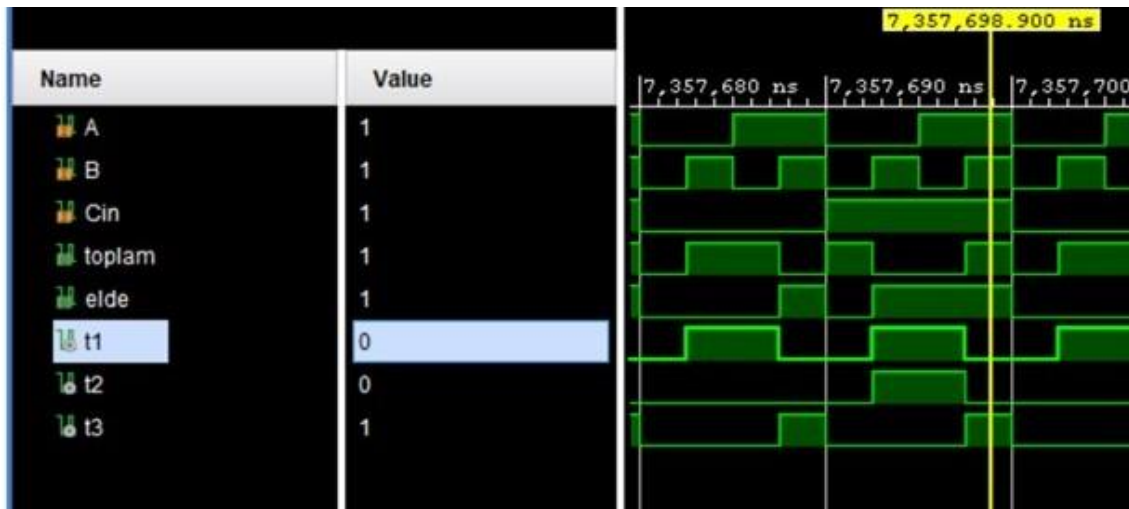 7,357,698.900 ns
Name Value
7,357,680 ns 7,357,690 ns 7,357,700
A 1
B 1
Cin 1
toplam 1
elde 1
t1 0
t2 0
t3 1